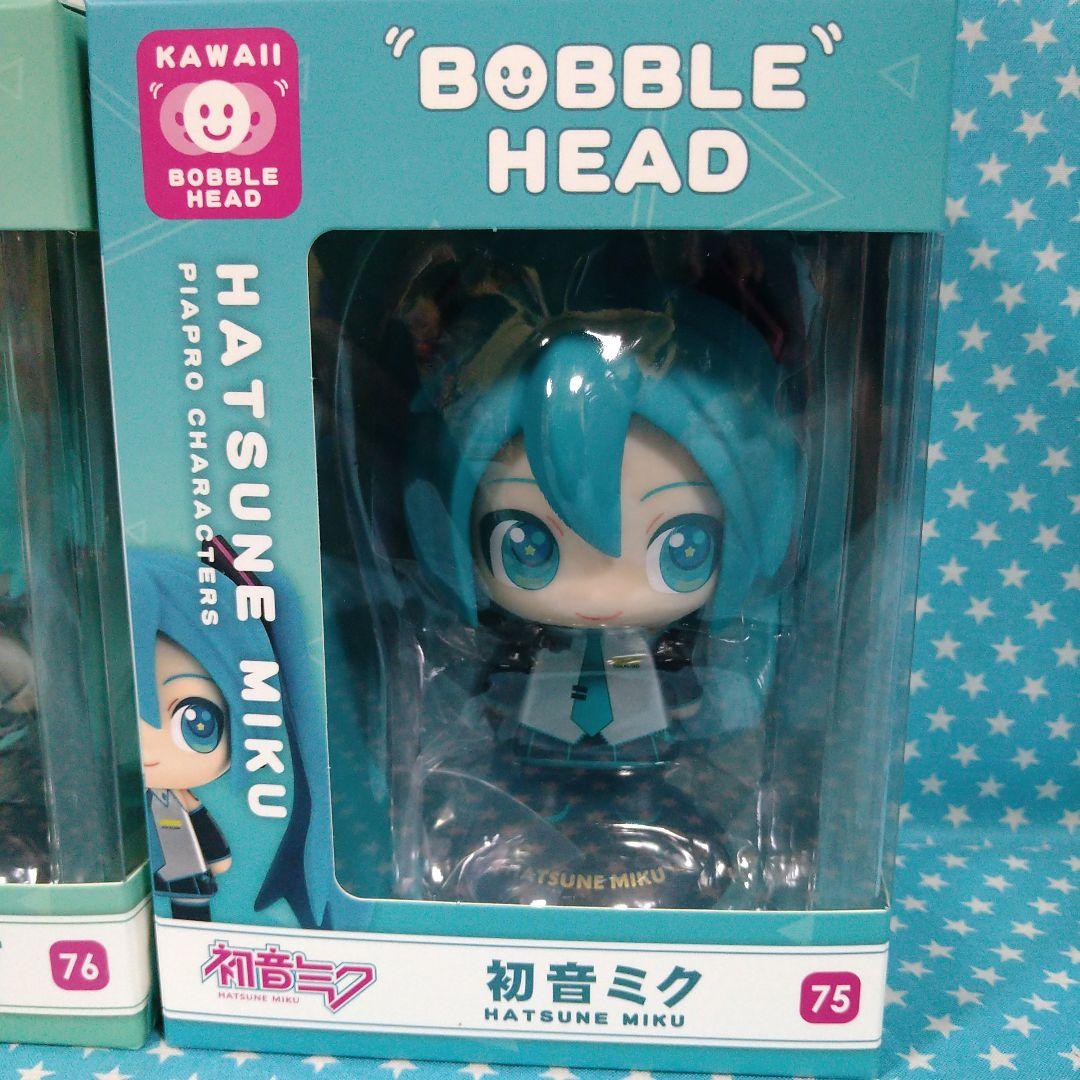 KAWAII
BOBBLE
HEAD
BOBBLE
HEAD
HATSUNE MIKU
PIAPRO CHARACTERS
ATSUNE MIKU
76
初音ミク
HATSUNE MIKU
初音ミク
HATSUNE MIKU
75